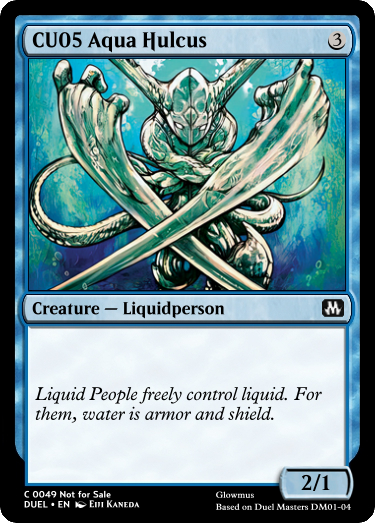 CU05 Aqua Hulcus
3
Creature — Liquidperson
Liquid People freely control liquid. For
them, water is armor and shield.
2/1
C 0049 Not for Sale
DUEL • EN Eiji Kaneda
Glowmus
Based on Duel Masters DM01-04